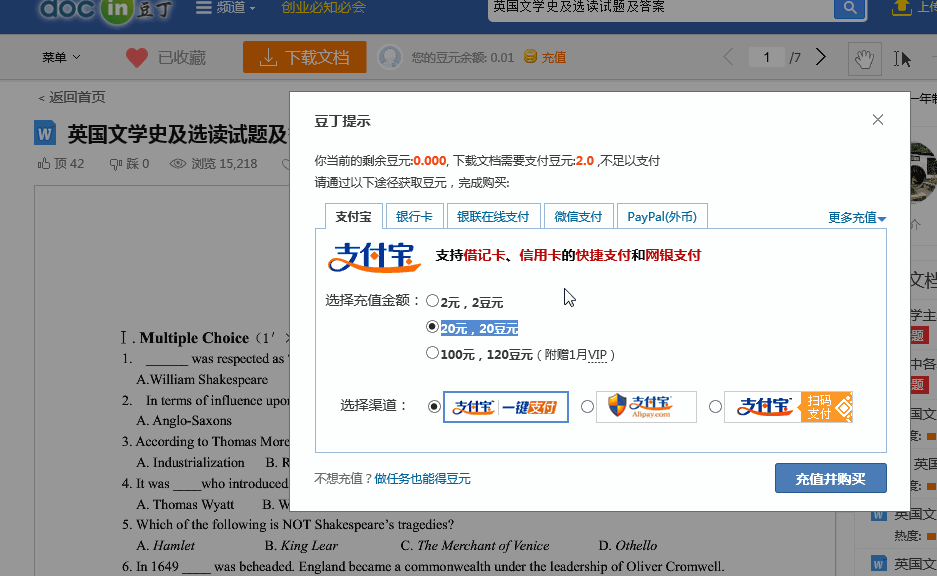 docin豆丁 频道 创业必知必会 英国文学史及选读试题及答案 上传
菜单 已收藏 下载文档 您的豆元余额: 0.01 充值 1 /7
< 返回首页
W 英国文学史及选读试题及
顶 42 踩 0 浏览 15,218
豆丁提示
你当前的剩余豆元:0.000, 下载文档需要支付豆元:2.0 ,不足以支付
请通过以下途径获取豆元，完成购买:
支付宝 银行卡 银联在线支付 微信支付 PayPal(外币) 更多充值
支付宝 支持借记卡、信用卡的快捷支付和网银支付
选择充值金额： 2元，2豆元
20元，20豆元
100元，120豆元（附赠1月VIP ）
选择渠道： 支付宝 一键支付 支付宝 Alipay.com 支付宝 扫码支付
不想充值？做任务也能得豆元 充值并购买
I . Multiple Choice (1′ ×
1. ______ was respected as
A.William Shakespeare
2. In terms of influence upon
A. Anglo-Saxons
3. According to Thomas More
A. Industrialization B. R
4. It was ____who introduced
A. Thomas Wyatt B. W
5. Which of the following is NOT Shakespeare's tragedies?
A. Hamlet B. King Lear C. The Merchant of Venice D. Othello
6. In 1649 ____ was beheaded. England became a commonwealth under the leadership of Oliver Cromwell.
一年制
个
文档
学主
题
中各
题
国文
度:
英国
度:
W 英国文
热度:
W 英国文